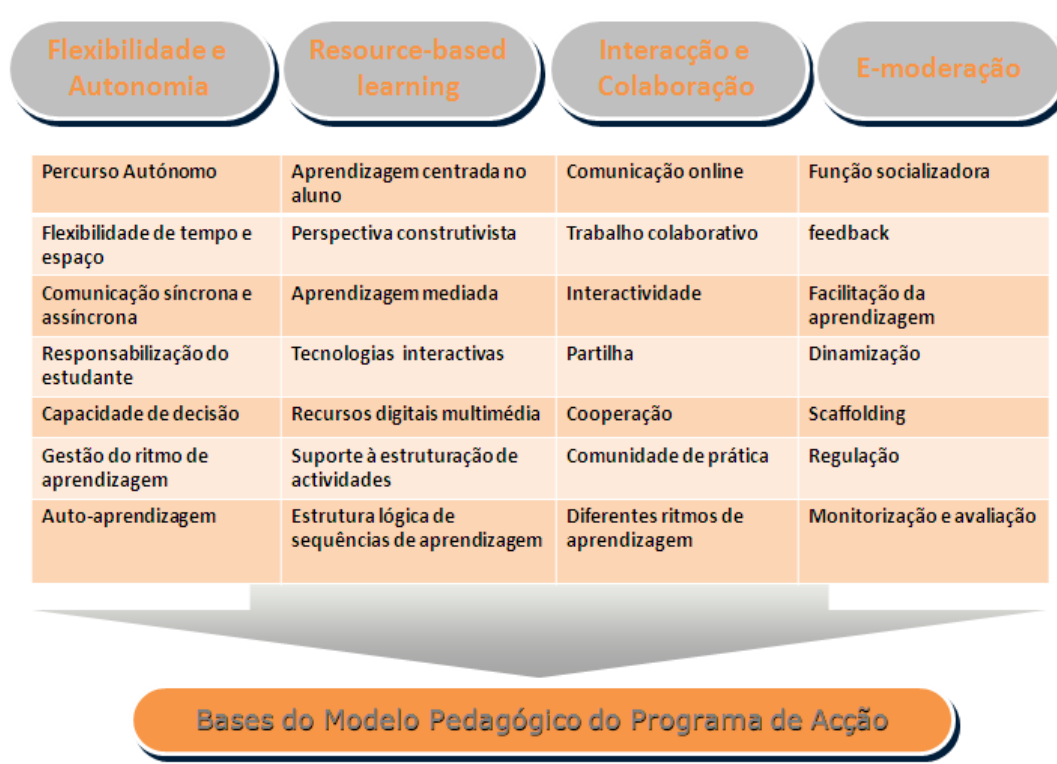 Flexibilidade e
Autonomia
Resource-based
learning
Interacção e
Colaboração
E-moderação
Percurso Autónomo
Aprendizagem centrada no
aluno
Comunicação online
Função socializadora
Flexibilidade de tempo e
espaço
Perspectiva construtivista
Trabalho colaborativo
feedback
Comunicação síncrona e
assíncrona
Aprendizagem mediada
Interactividade
Facilitação da
aprendizagem
Responsabilização do
estudante
Tecnologias interactivas
Partilha
Dinamização
Capacidade de decisão
Recursos digitais multimédia
Cooperação
Scaffolding
Gestão do ritmo de
aprendizagem
Suporte à estruturação de
actividades
Comunidade de prática
Regulação
Auto-aprendizagem
Estrutura lógica de
sequências de aprendizagem
Diferentes ritmos de
aprendizagem
Monitorização e avaliação
Bases do Modelo Pedagógico do Programa de Acção